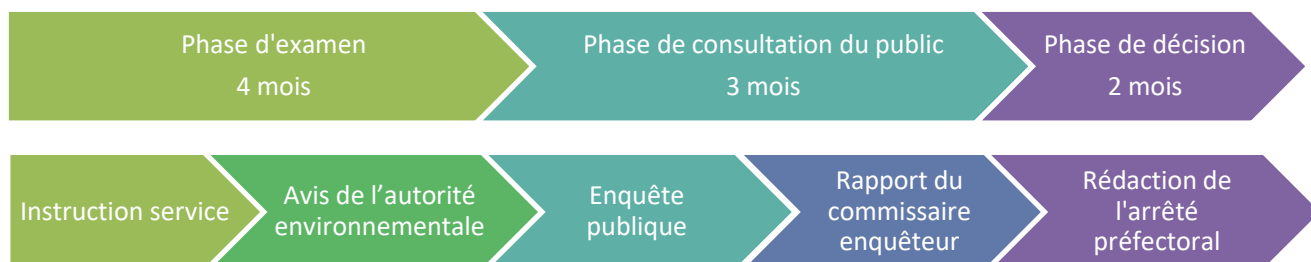 Phase d'examen
4 mois
Phase de consultation du public
3 mois
Phase de décision
2 mois
Instruction service
Avis de l’autorité
environnementale
Enquête
publique
Rapport du
commissaire
enquêteur
Rédaction de
l'arrêté
préfectoral